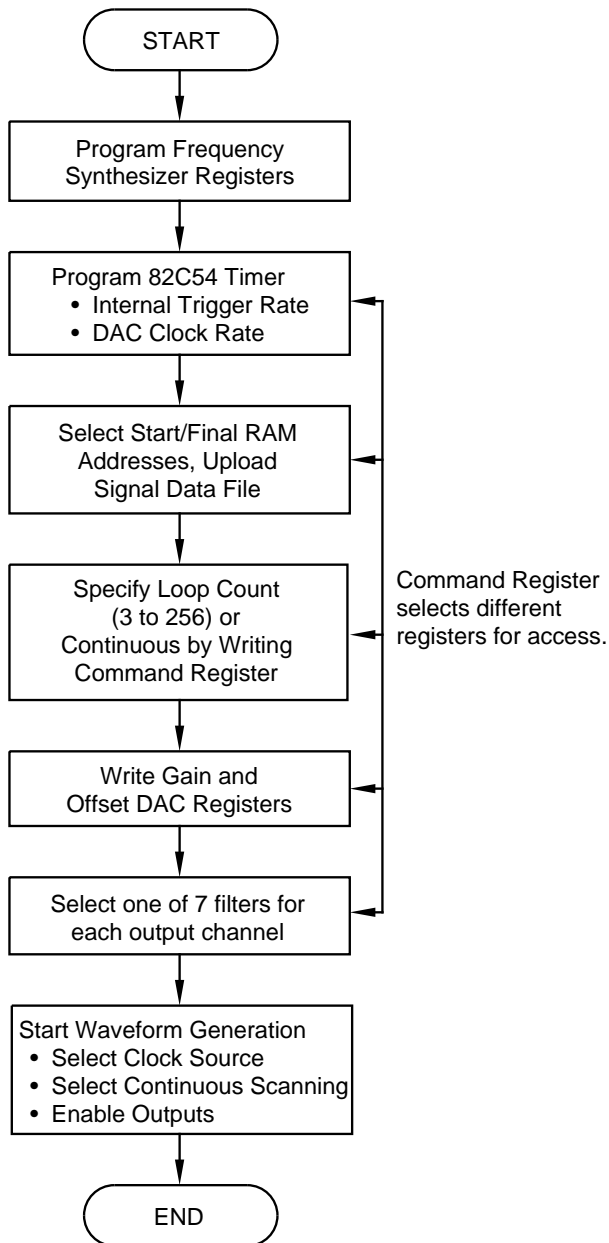 START
Program Frequency
Synthesizer Registers
Program 82C54 Timer
• Internal Trigger Rate
• DAC Clock Rate
Select Start/Final RAM
Addresses, Upload
Signal Data File
Specify Loop Count
(3 to 256) or
Continuous by Writing
Command Register
Command Register
selects different
registers for access.
Write Gain and
Offset DAC Registers
Select one of 7 filters for
each output channel
Start Waveform Generation
• Select Clock Source
• Select Continuous Scanning
• Enable Outputs
END